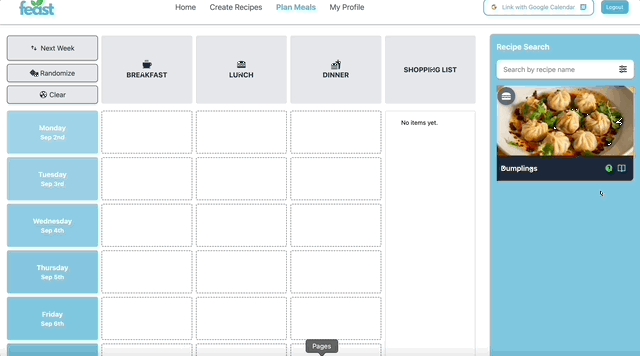 feast
Home
Create Recipes
Plan Meals
My Profile
Link with Google Calendar
Logout
Next Week
Randomize
Clear
BREAKFAST
LUNCH
DINNER
SHOPPING LIST
Recipe Search
Search by recipe name
Bumplings
No items yet.
Monday
Sep 2nd
Tuesday
Sep 3rd
Wednesday
Sep 4th
Thursday
Sep 5th
Friday
Sep 6th
Pages